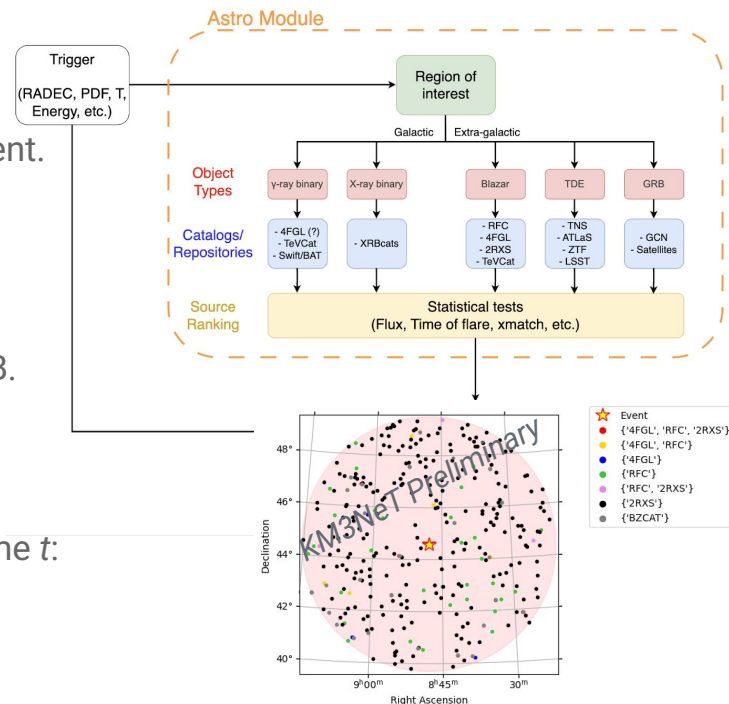 Astro Module
Trigger
(RADEC, PDF, T,
Energy, etc.)
Region of
interest
ent.
Galactic
Extra-galactic
Object
Types
γ-ray binary
X-ray binary
Blazar
TDE
GRB
Catalogs/
Repositories
- 4FGL (?)
- TeVCat
- Swift/BAT
- XRBcats
- RFC
- 4FGL
- 2RXS
- TeVCat
- TNS
- ATLaS
- ZTF
- LSST
- GCN
- Satellites
Source
Ranking
Statistical tests
(Flux, Time of flare, xmatch, etc.)
3.
ne t:
KM3NeT Preliminary
48°
46°
44°
42°
40°
Declination
9ʰ00ᵐ
8ʰ45ᵐ
30ᵐ
Right Ascension
Event
{'4FGL', 'RFC', '2RXS'}
{'4FGL', 'RFC'}
{'4FGL'}
{'RFC'}
{'RFC', '2RXS'}
{'2RXS'}
{'BZCAT'}